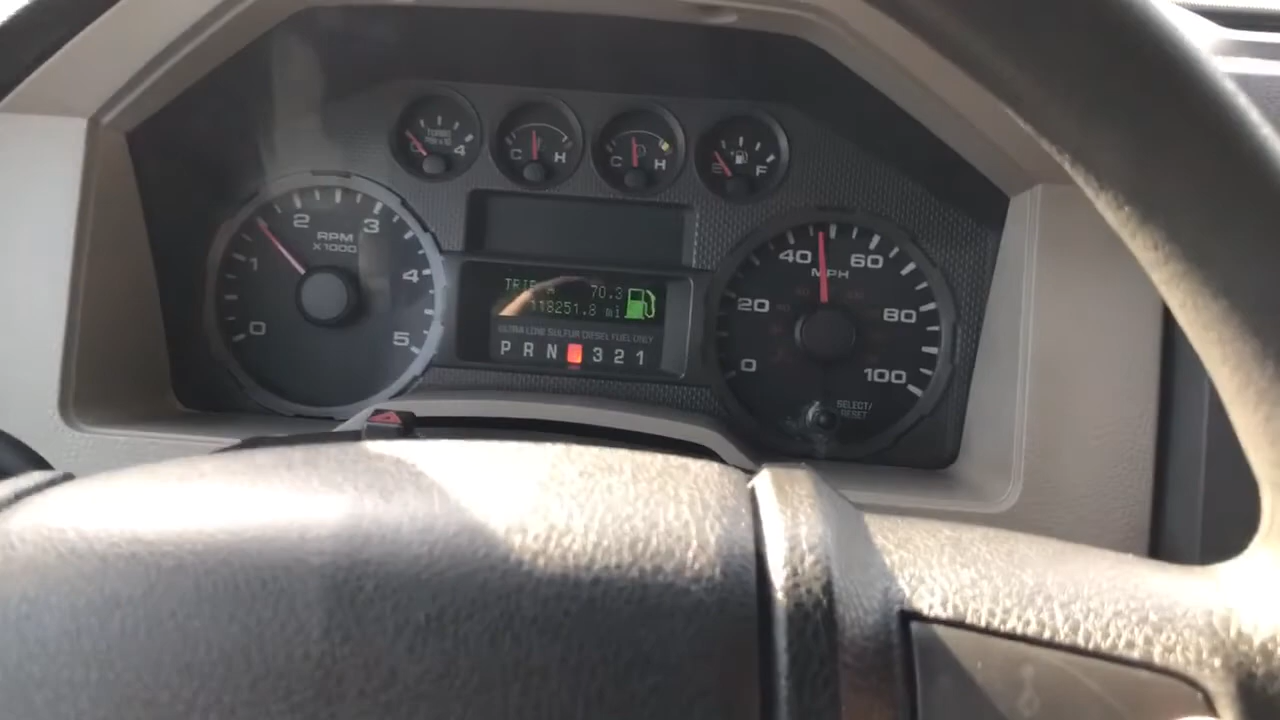 TURBO
0 4
C H
C H
E F
0 1 2 3 4 5
RPM
X1000
TRIP A 70.3
118251.8 mi
ULTRA LOW SULFUR DIESEL FUEL ONLY
P R N 3 2 1
0 20 40 60 80 100
MPH
SELECT/
RESET